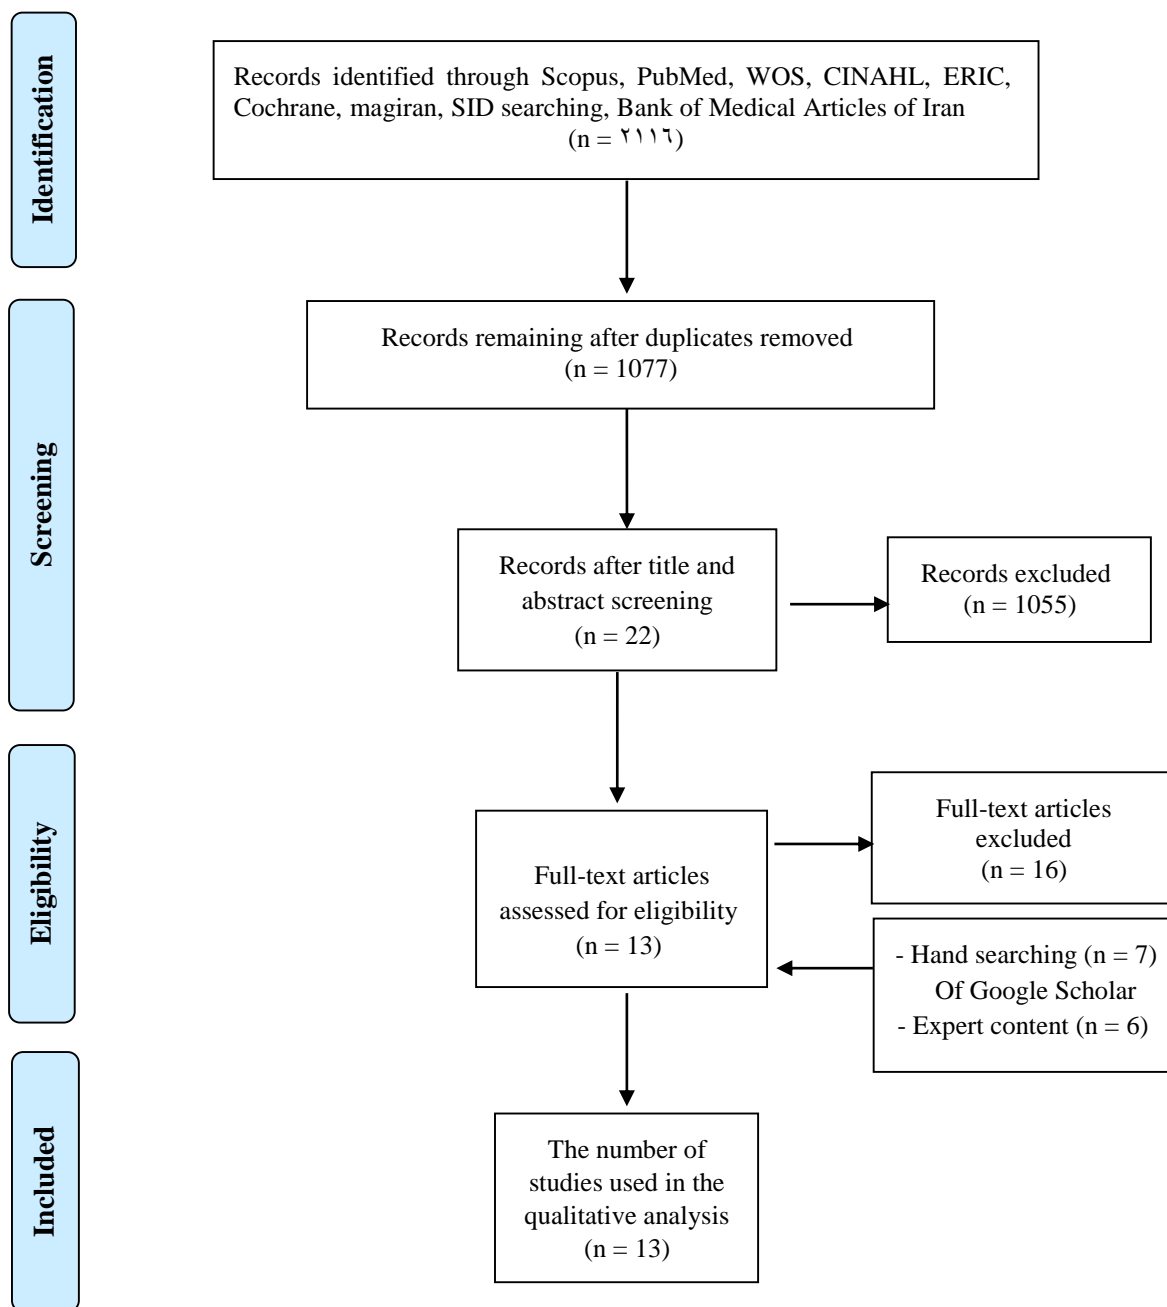 Identification
Records identified through Scopus, PubMed, WOS, CINAHL, ERIC,
Cochrane, magiran, SID searching, Bank of Medical Articles of Iran
(n = ٢١١٦)
Screening
Records remaining after duplicates removed
(n = 1077)
Records after title and
abstract screening
(n = 22)
Records excluded
(n = 1055)
Eligibility
Full-text articles
assessed for eligibility
(n = 13)
Full-text articles
excluded
(n = 16)
- Hand searching (n = 7)
Of Google Scholar
- Expert content (n = 6)
Included
The number of
studies used in the
qualitative analysis
(n = 13)